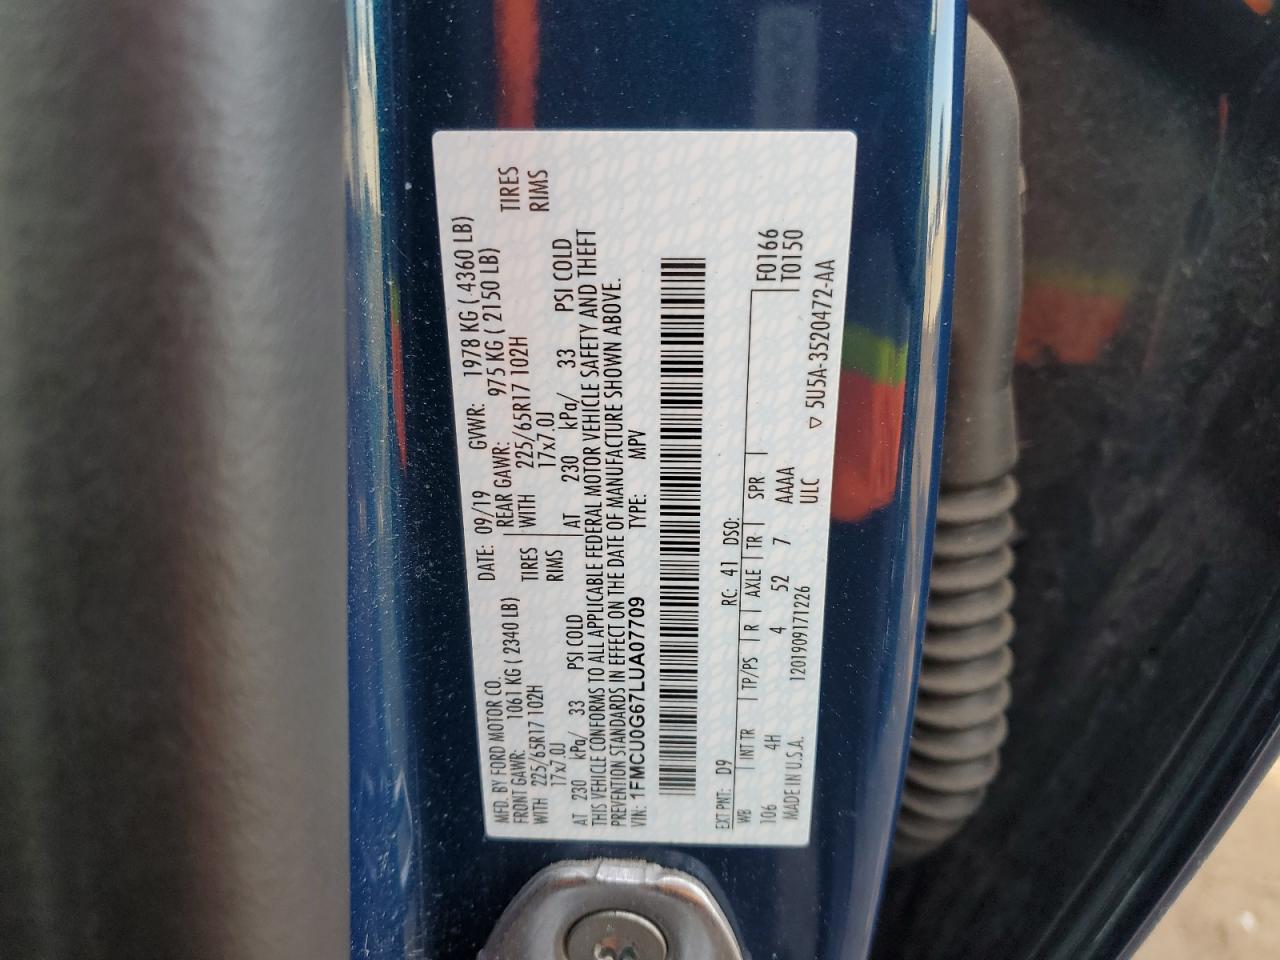 MFD. BY FORD MOTOR CO. DATE: 09/19 GVWR: 1978 KG ( 4360 LB)
FRONT GAWR: 1061 KG ( 2340 LB) REAR GAWR: 975 KG ( 2150 LB)
WITH 225/65R17 102H TIRES WITH 225/65R17 102H TIRES
17x7.0J RIMS 17x7.0J RIMS
AT 230 kPa/ 33 PSI COLD AT 230 kPa/ 33 PSI COLD
THIS VEHICLE CONFORMS TO ALL APPLICABLE FEDERAL MOTOR VEHICLE SAFETY AND THEFT
PREVENTION STANDARDS IN EFFECT ON THE DATE OF MANUFACTURE SHOWN ABOVE.
VIN: 1FMCU0G67LUA07709 TYPE: MPV
EXT PNT: D9 RC: 41 DSO:
WB INT TR TP/PS R AXLE TR SPR F0166
106 4H 4 52 7 AAAA T0150
MADE IN U.S.A. 1201909171226 ULC
▽ 5U5A-3520472-AA